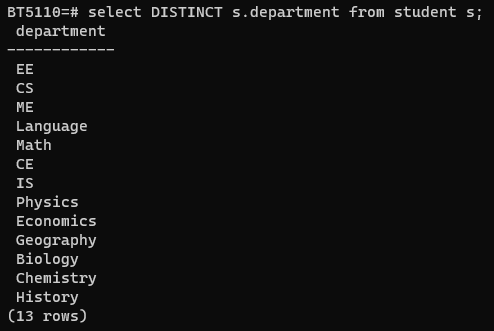 BT5110=# select DISTINCT s.department from student s;
department
------------
EE
CS
ME
Language
Math
CE
IS
Physics
Economics
Geography
Biology
Chemistry
History
(13 rows)